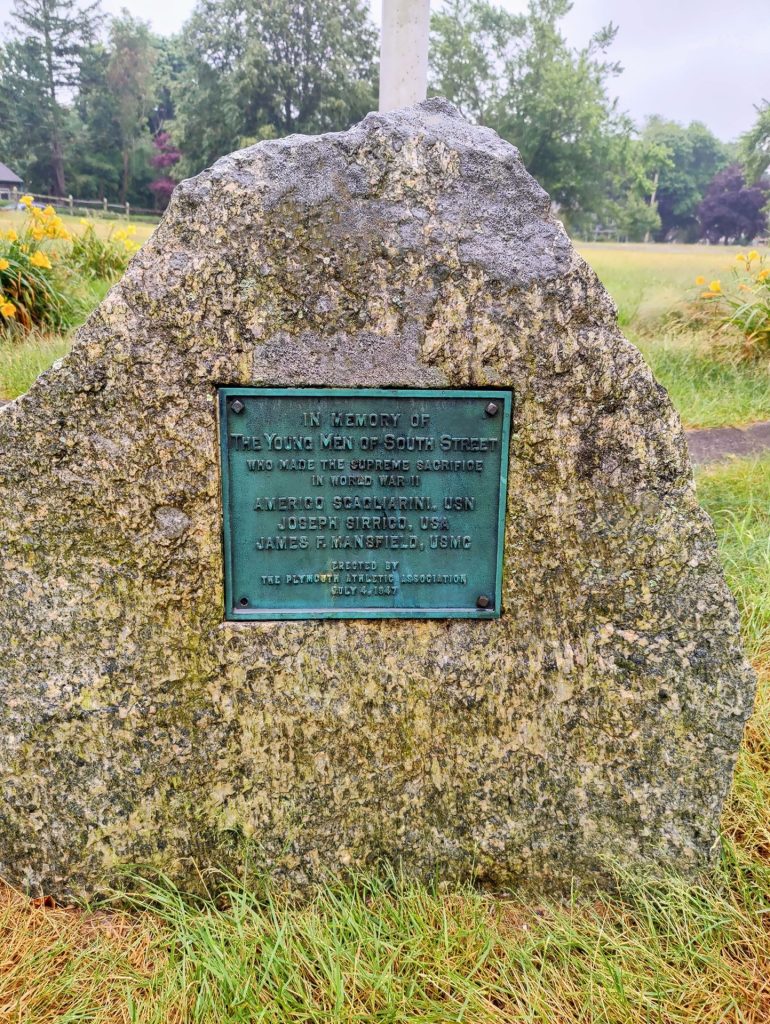 IN MEMORY OF
THE YOUNG MEN OF SOUTH STREET
WHO MADE THE SUPREME SACRIFICE
IN WORLD WAR II
AMERIGO SCAGLIARINI, USN
JOSEPH SIRRICO, USA
JAMES F. MANSFIELD, USMC
ERECTED BY
THE PLYMOUTH ATHLETIC ASSOCIATION
JULY 4, 1947